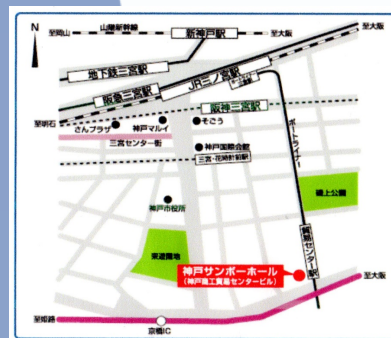 N
至岡山
山陽新幹線
新神戸駅
至大阪
至大阪
地下鉄三宮駅
JR三ノ宮駅
阪急三宮駅
阪神三宮駅
至明石
さんプラザ
神戸マルイ
そごう
三宮センター街
神戸国際会館
三宮・花時計前駅
ポートライナー
神戸市役所
磯上公園
東遊園地
貿易センター駅
神戸サンボーホール
(神戸商工貿易センタービル)
至大阪
至姫路
京橋IC